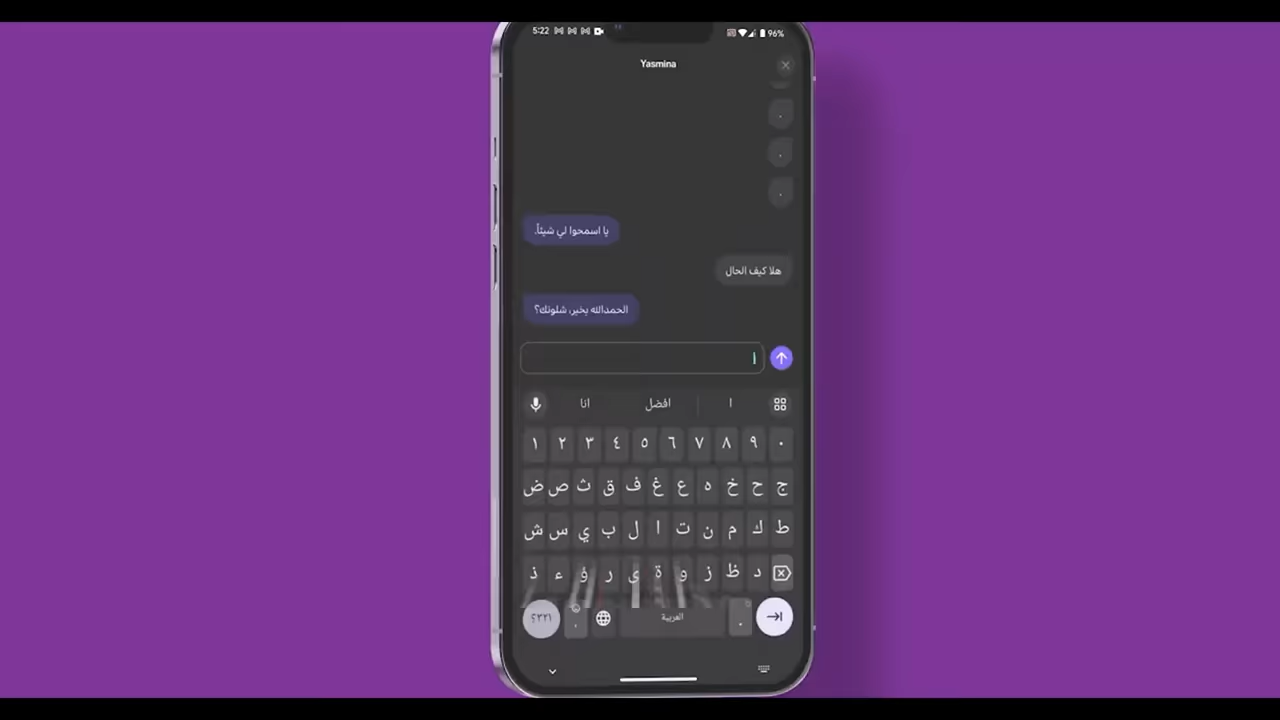 5:22
96%
Yasmina
.
.
.
يا اسمحوا لي شيئاً.
هلا كيف الحال
الحمدالله بخير، شلونك؟
ا
انا افضل ا
١ ٢ ٣ ٤ ٥ ٦ ٧ ٨ ٩ ٠
ض ص ث ق ف غ ع ه خ ح ج
ش س ي ب ل ا ت ن م ك ط
ذ ء ؤ ر ى ة و ز ظ د
؟١٢٣ ، العربية .